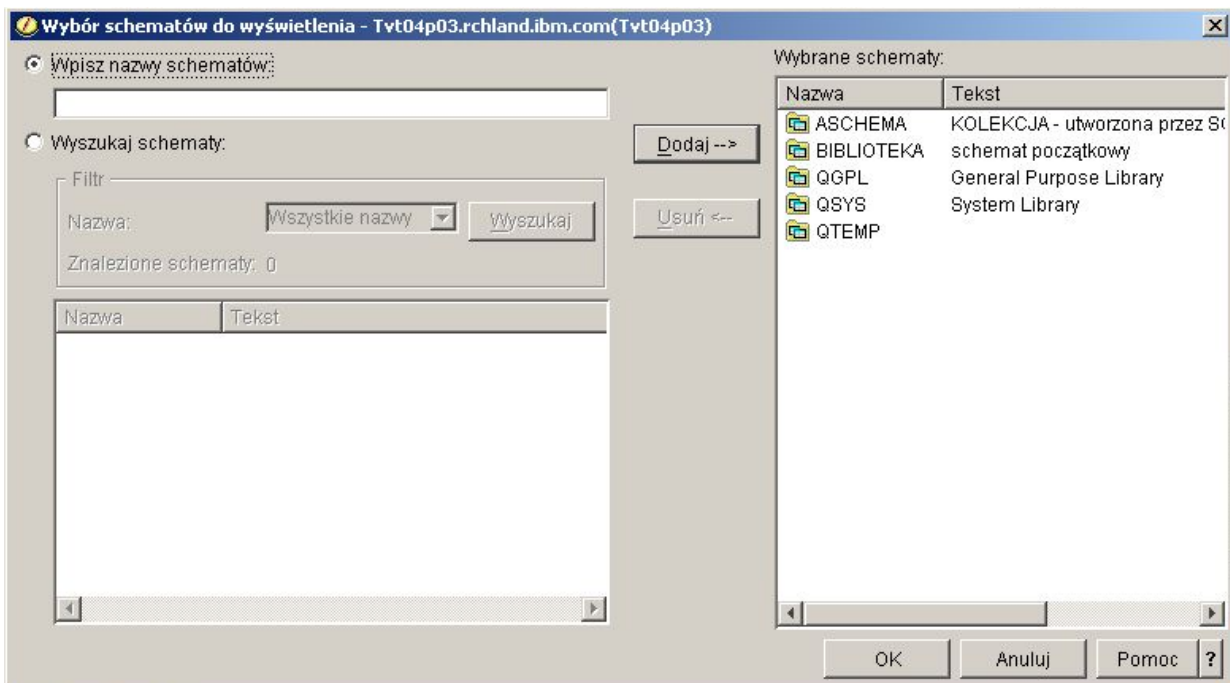 Wybór schematów do wyświetlenia - Tvt04p03.rchland.ibm.com(Tvt04p03)
Wpisz nazwy schematów:
Wyszukaj schematy:
Filtr
Nazwa: Wszystkie nazwy Wyszukaj
Znalezione schematy: 0
Nazwa Tekst
Dodaj -->
Usuń <--
Wybrane schematy:
Nazwa Tekst
ASCHEMA KOLEKCJA - utworzona przez
BIBLIOTEKA schemat początkowy
QGPL General Purpose Library
QSYS System Library
QTEMP
OK Anuluj Pomoc ?